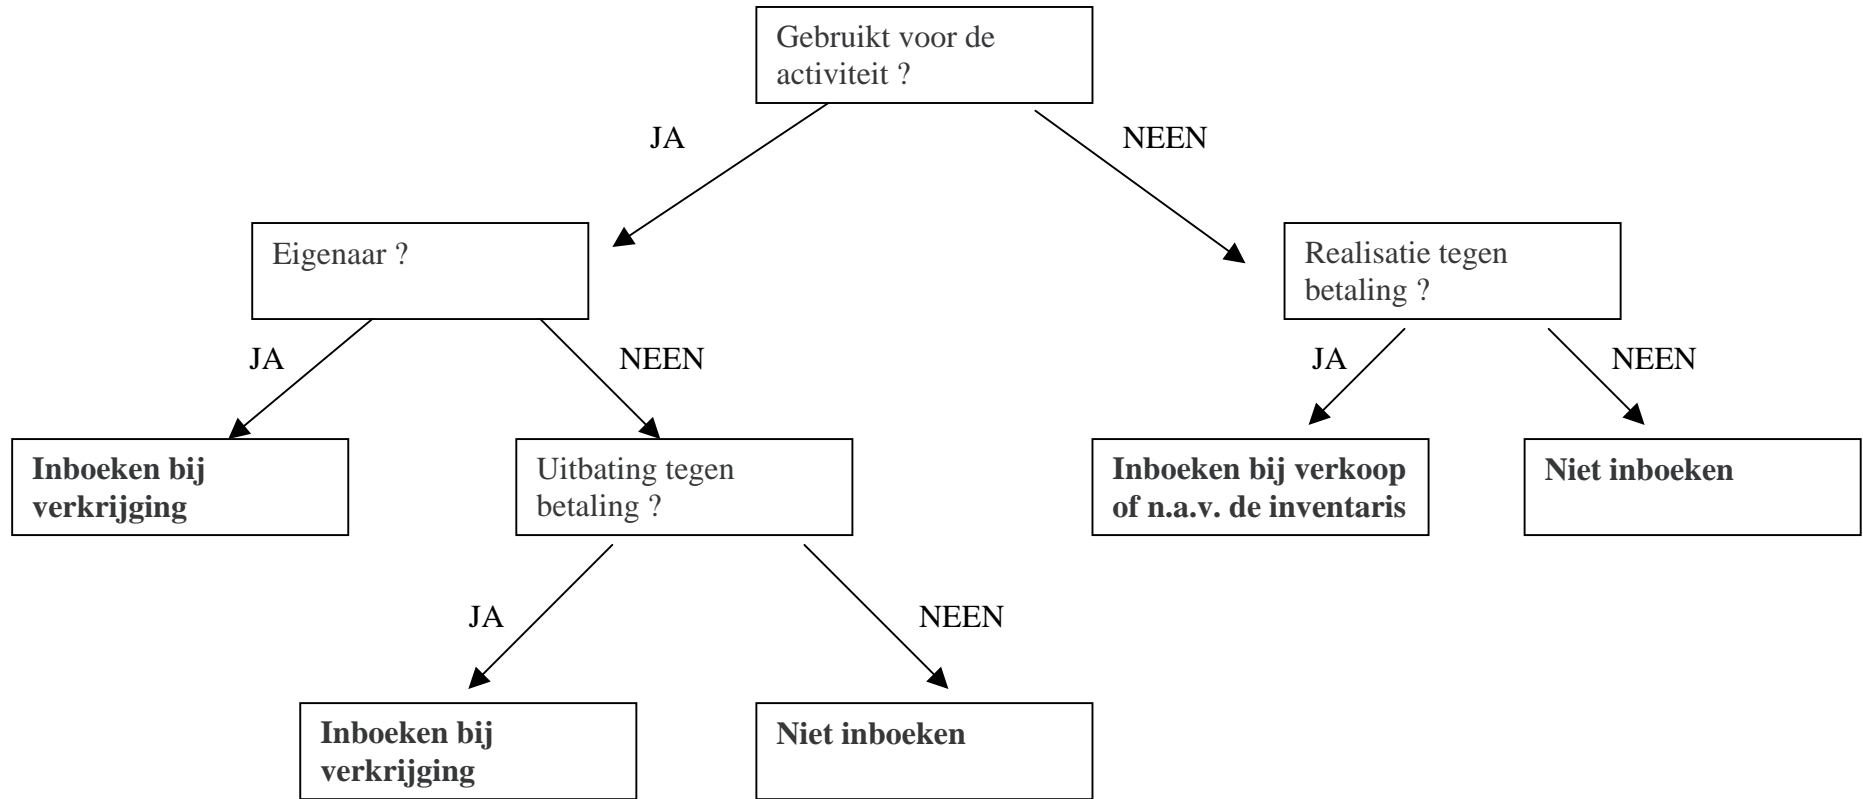 Gebruikt voor de
activiteit ?
JA
NEEN
Eigenaar ?
Realisatie tegen
betaling ?
JA
NEEN
JA
NEEN
Inboeken bij
verkrijging
Uitbating tegen
betaling ?
Inboeken bij verkoop
of n.a.v. de inventaris
Niet inboeken
JA
NEEN
Inboeken bij
verkrijging
Niet inboeken